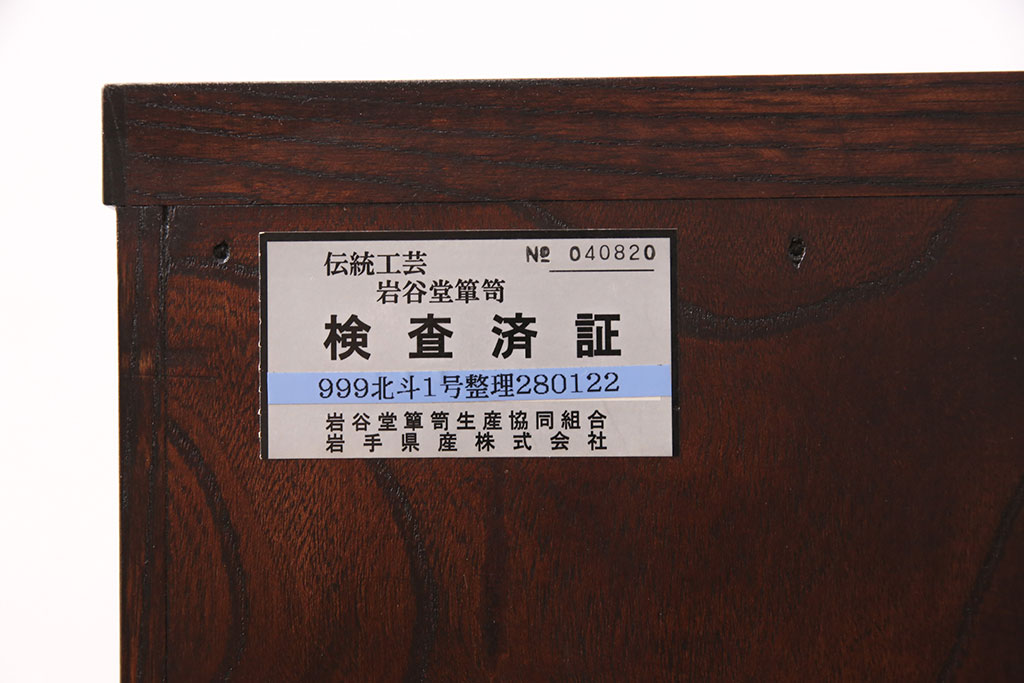 伝統工芸 № 040820
岩谷堂簞笥
検査済証
999北斗1号整理280122
岩谷堂簞笥生産協同組合
岩手県産株式会社